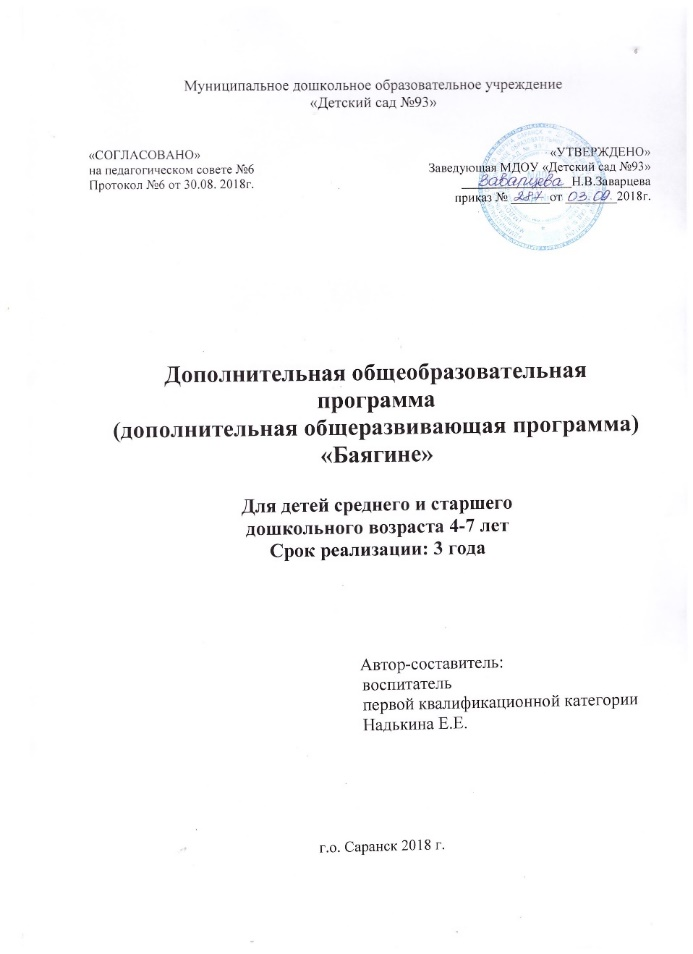 Муниципальное дошкольное образовательное учреждение
«Детский сад №93»
«СОГЛАСОВАНО»
на педагогическом совете №6
Протокол №6 от 30.08. 2018г.
«УТВЕРЖДЕНО»
Заведующая МДОУ «Детский сад №93»
Заварцева Н.В.Заварцева
приказ № 287 от 03.09. 2018г.
Дополнительная общеобразовательная
программа
(дополнительная общеразвивающая программа)
«Баягине»
Для детей среднего и старшего
дошкольного возраста 4-7 лет
Срок реализации: 3 года
Автор-составитель:
воспитатель
первой квалификационной категории
Надькина Е.Е.
г.о. Саранск 2018 г.